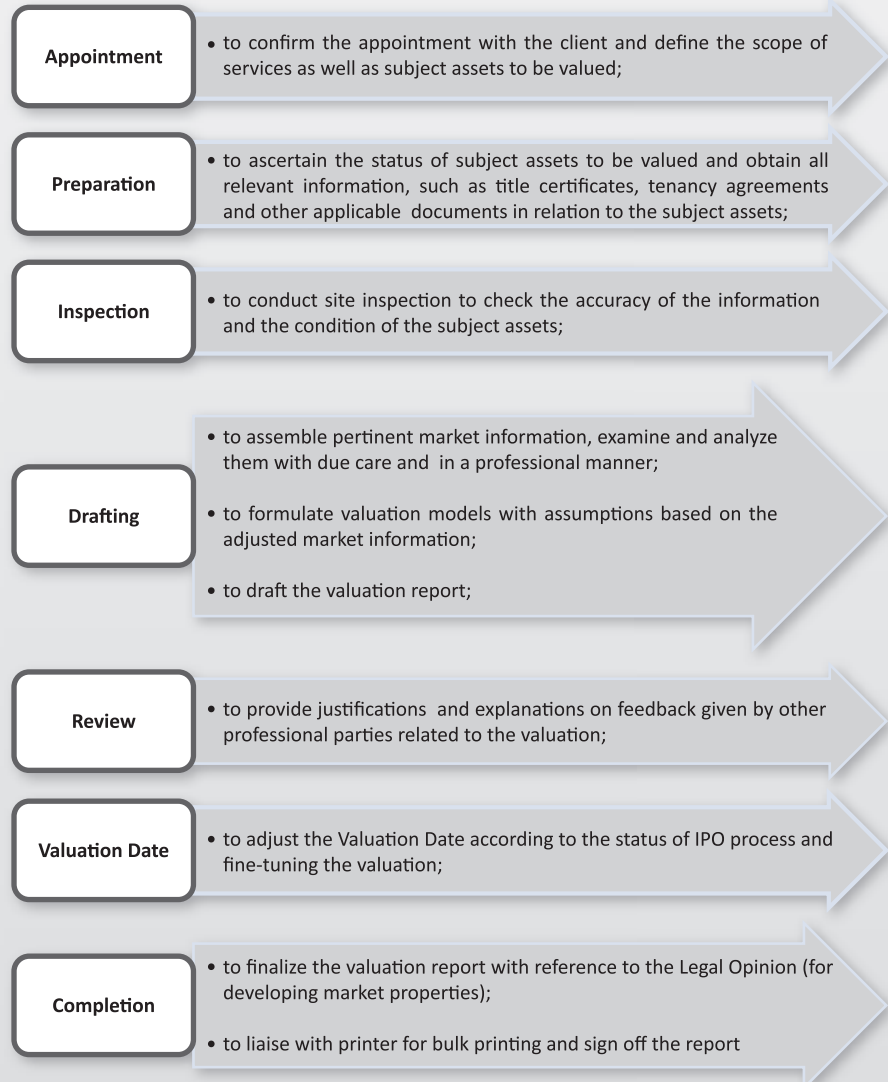 Appointment
• to confirm the appointment with the client and define the scope of
services as well as subject assets to be valued;
Preparation
• to ascertain the status of subject assets to be valued and obtain all
relevant information, such as title certificates, tenancy agreements
and other applicable documents in relation to the subject assets;
Inspection
• to conduct site inspection to check the accuracy of the information
and the condition of the subject assets;
Drafting
• to assemble pertinent market information, examine and analyze
them with due care and in a professional manner;
• to formulate valuation models with assumptions based on the
adjusted market information;
• to draft the valuation report;
Review
• to provide justifications and explanations on feedback given by other
professional parties related to the valuation;
Valuation Date
• to adjust the Valuation Date according to the status of IPO process and
fine-tuning the valuation;
Completion
• to finalize the valuation report with reference to the Legal Opinion (for
developing market properties);
• to liaise with printer for bulk printing and sign off the report